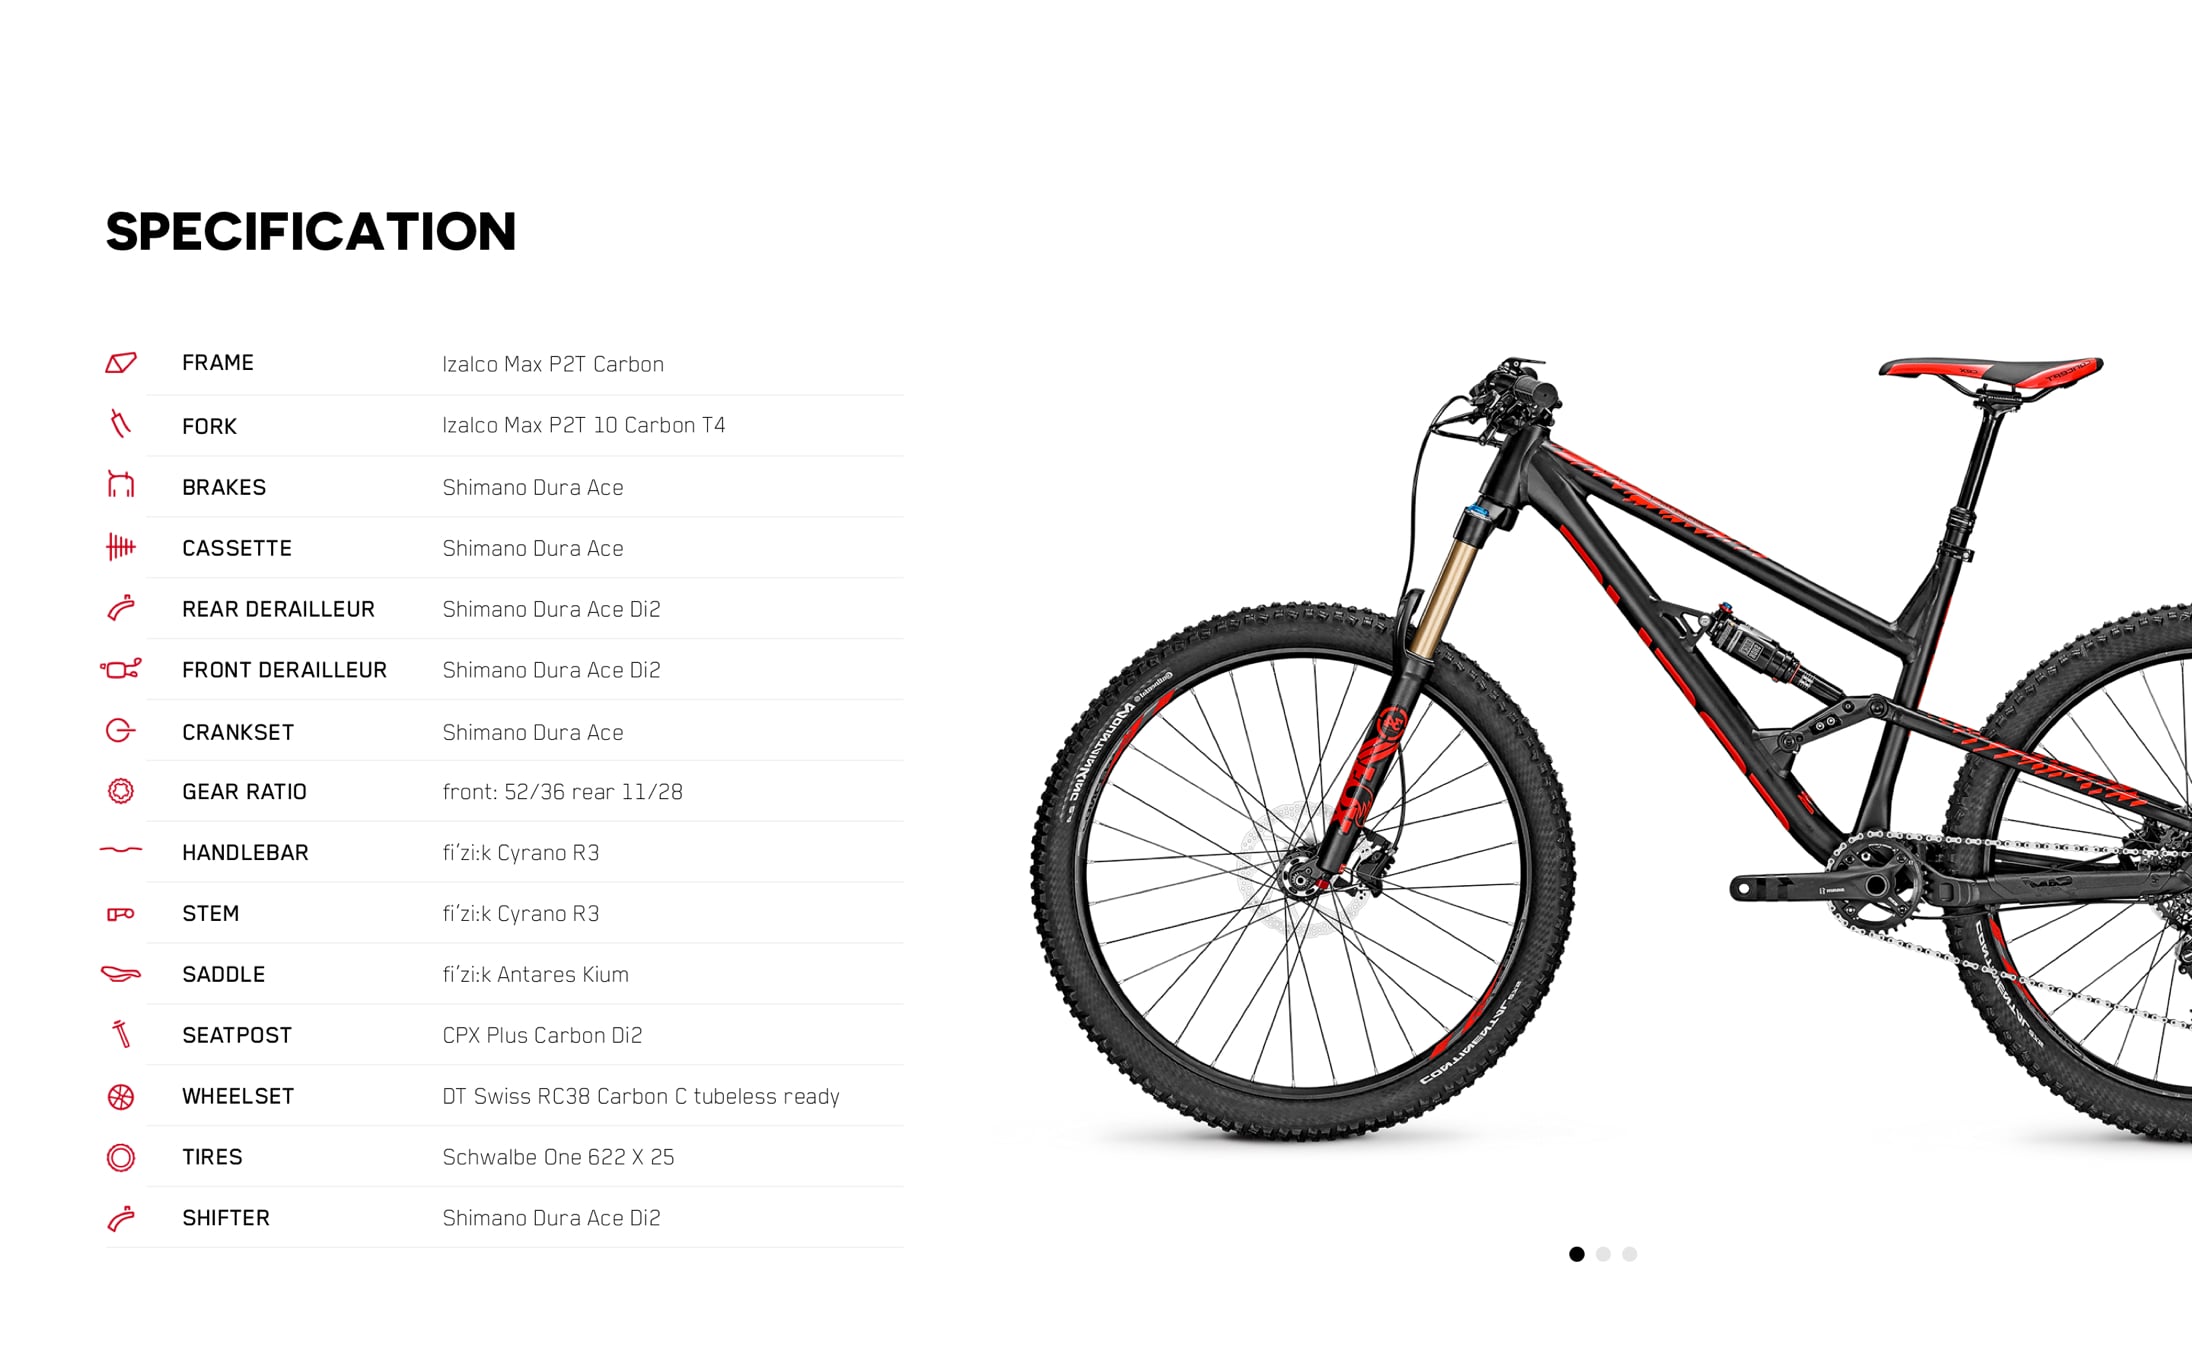 SPECIFICATION
FRAME Izalco Max P2T Carbon
FORK Izalco Max P2T 10 Carbon T4
BRAKES Shimano Dura Ace
CASSETTE Shimano Dura Ace
REAR DERAILLEUR Shimano Dura Ace Di2
FRONT DERAILLEUR Shimano Dura Ace Di2
CRANKSET Shimano Dura Ace
GEAR RATIO front: 52/36 rear 11/28
HANDLEBAR fi'zi:k Cyrano R3
STEM fi'zi:k Cyrano R3
SADDLE fi'zi:k Antares Kium
SEATPOST CPX Plus Carbon Di2
WHEELSET DT Swiss RC38 Carbon C tubeless ready
TIRES Schwalbe One 622 X 25
SHIFTER Shimano Dura Ace Di2
CONTINENTAL
CONTINENTAL